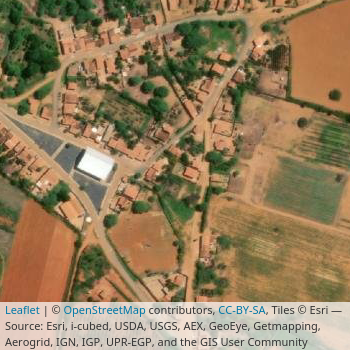 Leaflet | © OpenStreetMap contributors, CC-BY-SA, Tiles © Esri —
Source: Esri, i-cubed, USDA, USGS, AEX, GeoEye, Getmapping,
Aerogrid, IGN, IGP, UPR-EGP, and the GIS User Community